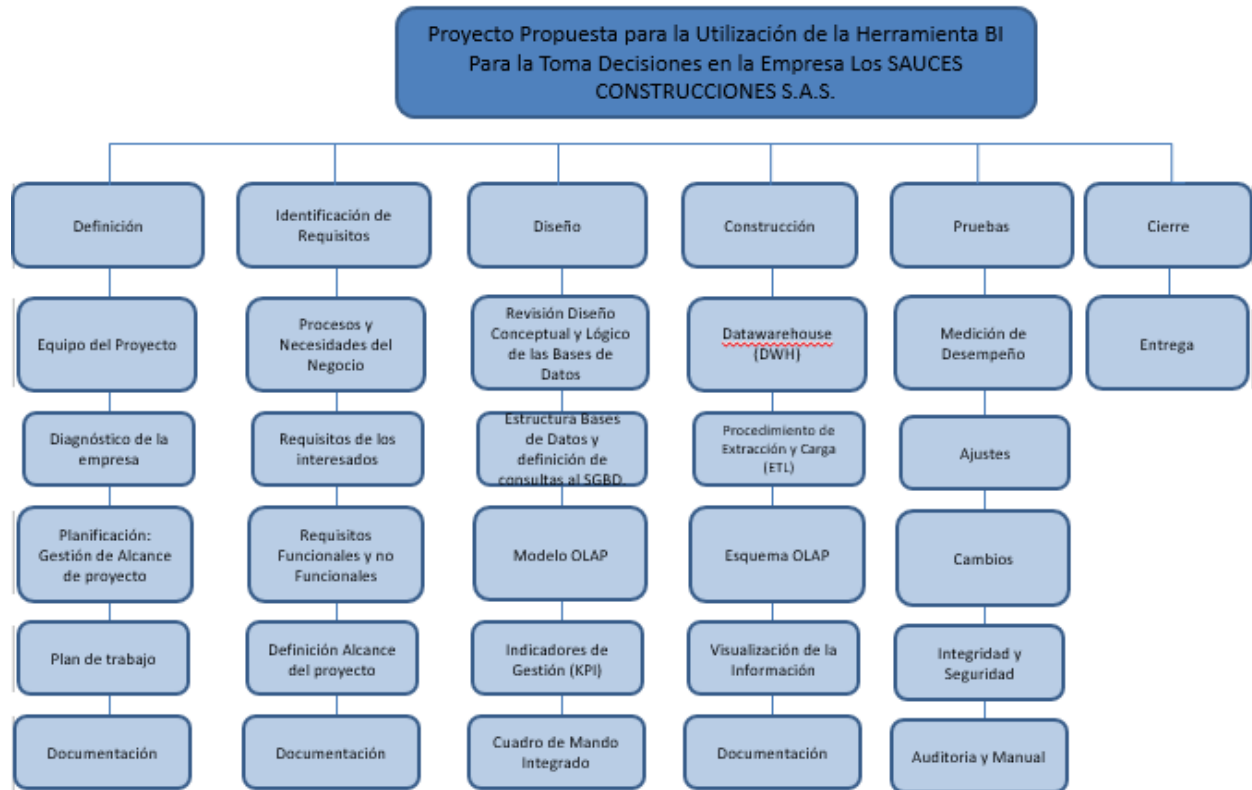 Proyecto Propuesta para la Utilización de la Herramienta BI
Para la Toma Decisiones en la Empresa Los SAUCES
CONSTRUCCIONES S.A.S.
Definición
Identificación de
Requisitos
Diseño
Construcción
Pruebas
Cierre
Equipo del Proyecto
Procesos y
Necesidades del
Negocio
Revisión Diseño
Conceptual y Lógico
de las Bases de
Datos
Datawarehouse
(DWH)
Medición de
Desempeño
Entrega
Diagnóstico de la
empresa
Requisitos de los
interesados
Estructura Bases
de Datos y
definición de
consultas al SGBD.
Procedimiento de
Extracción y Carga
(ETL)
Ajustes
Planificación:
Gestión de Alcance
de proyecto
Requisitos
Funcionales y no
Funcionales
Modelo OLAP
Esquema OLAP
Cambios
Plan de trabajo
Definición Alcance
del proyecto
Indicadores de
Gestión (KPI)
Visualización de la
Información
Integridad y
Seguridad
Documentación
Documentación
Cuadro de Mando
Integrado
Documentación
Auditoria y Manual